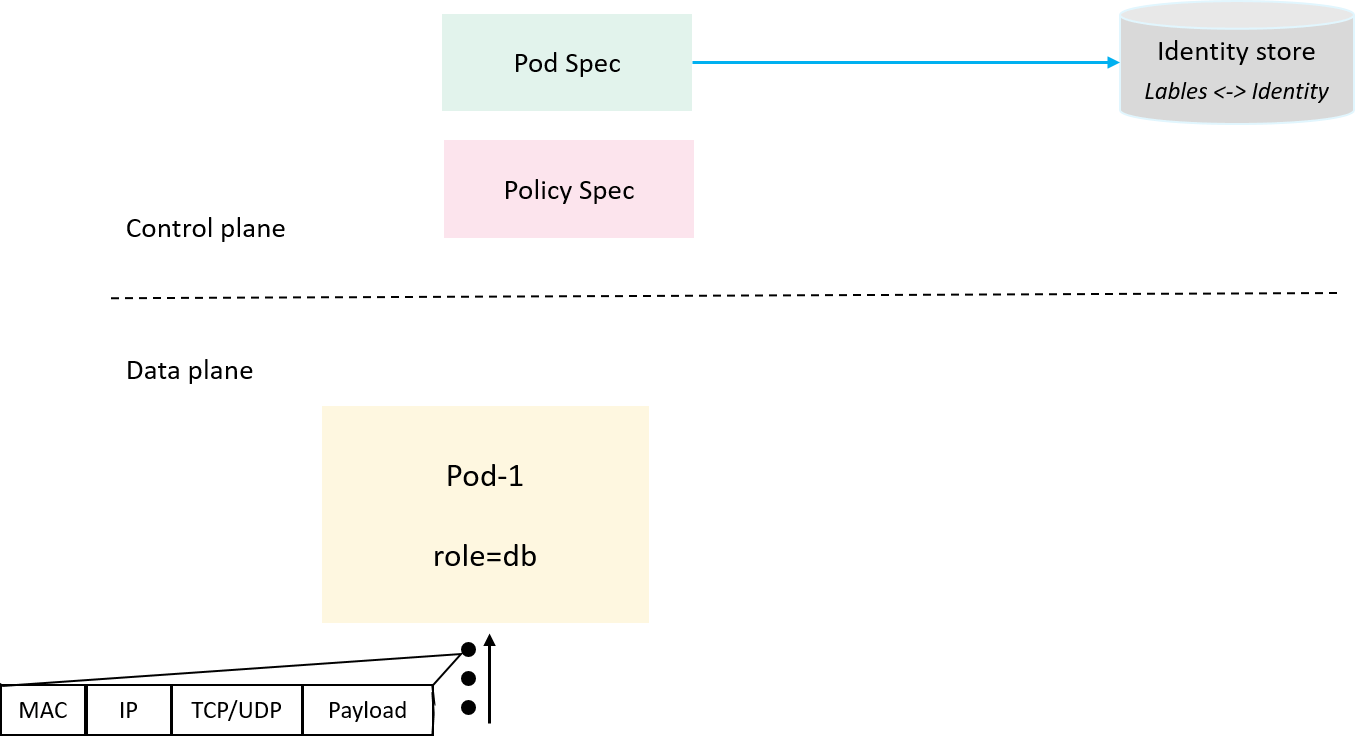 Pod Spec
Identity store
Lables <-> Identity
Policy Spec
Control plane
Data plane
Pod-1
role=db
MAC IP TCP/UDP Payload